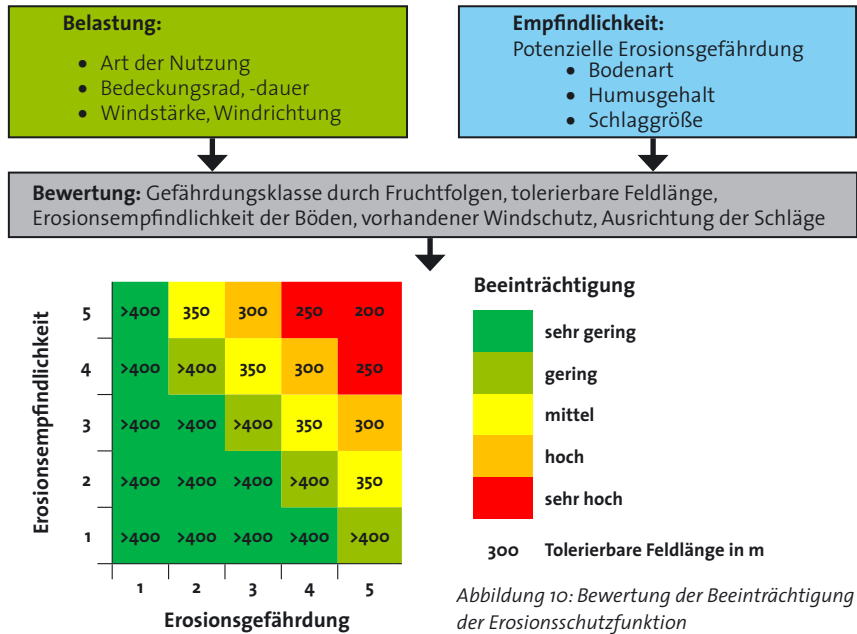 Belastung:
• Art der Nutzung
• Bedeckungsrad, -dauer
• Windstärke, Windrichtung
Empfindlichkeit
Potenzielle Erosionsgefährdung
• Bodenart
• Humusgehalt
• Schlaggröße
Bewertung: Gefährdungsklasse durch Fruchtfolgen, tolerierbare Feldlänge,
Erosionsempfindlichkeit der Böden, vorhandener Windschutz, Ausrichtung der Schläge
Erosionsempfindlichkeit
5 >400 350 300 250 200
4 >400 >400 350 300 250
3 >400 >400 >400 350 300
2 >400 >400 >400 >400 350
1 >400 >400 >400 >400 >400
1 2 3 4 5
Erosionsgefährdung
Beeinträchtigung
sehr gering
gering
mittel
hoch
sehr hoch
300 Tolerierbare Feldlänge in m
Abbildung 10: Bewertung der Beeinträchtigung
der Erosionsschutzfunktion